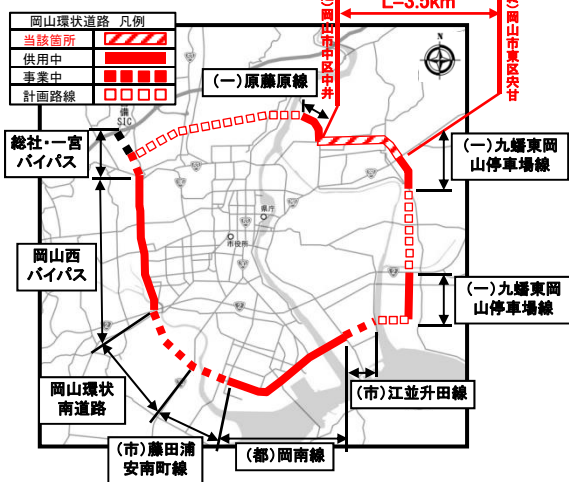 岡山環状道路 凡例
当該箇所
供用中
事業中
計画路線
岡山市中区中井
L=3.5km
岡山市東区央甘
N
(一)原藤原線
備
SIC
総社・一宮
バイパス
(一)九蟠東岡
山停車場線
県庁
市役所
岡山西
バイパス
(一)九蟠東岡
山停車場線
岡山環状
南道路
(市)江並升田線
(市)藤田浦
安南町線
(都)岡南線